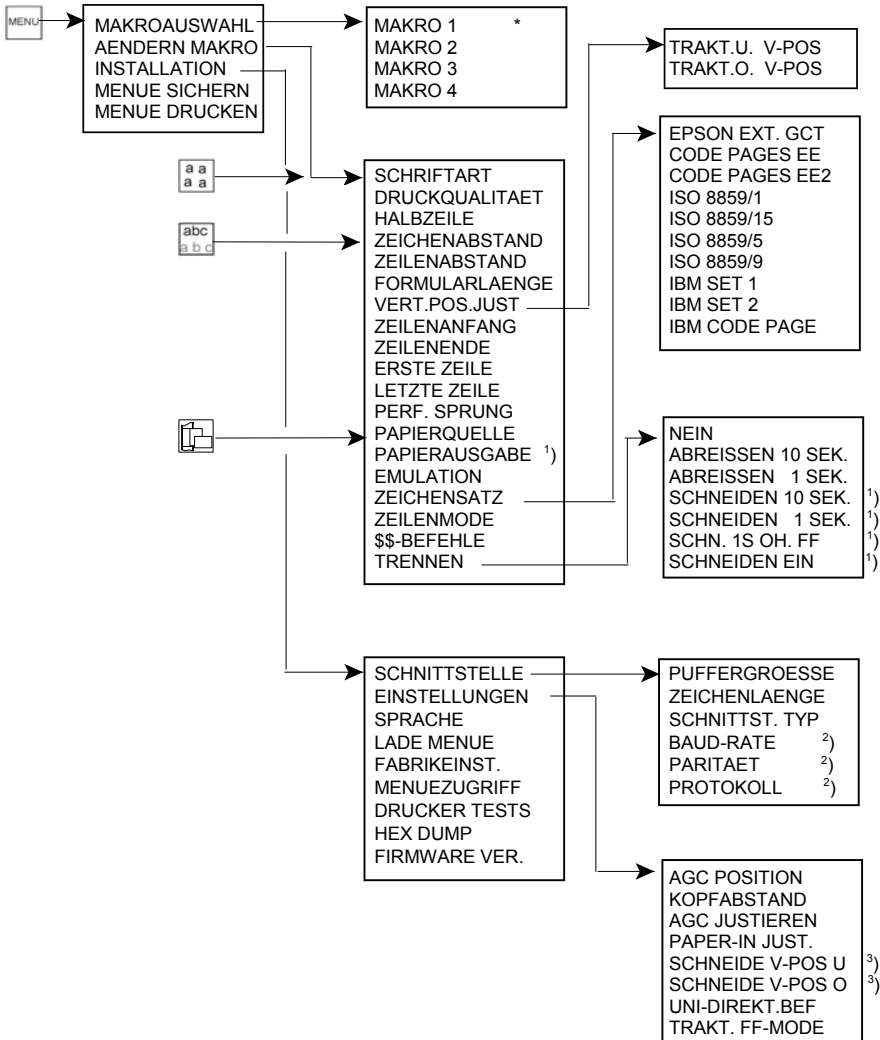 MENU
MAKROAUSWAHL
AENDERN MAKRO
INSTALLATION
MENUE SICHERN
MENUE DRUCKEN
MAKRO 1 *
MAKRO 2
MAKRO 3
MAKRO 4
TRAKT.U. V-POS
TRAKT.O. V-POS
EPSON EXT. GCT
CODE PAGES EE
CODE PAGES EE2
ISO 8859/1
ISO 8859/15
ISO 8859/5
ISO 8859/9
IBM SET 1
IBM SET 2
IBM CODE PAGE
a a
a a
abc
a b c
SCHRIFTART
DRUCKQUALITAET
HALBZEILE
ZEICHENABSTAND
ZEILENABSTAND
FORMULARLAENGE
VERT.POS.JUST
ZEILENANFANG
ZEILENENDE
ERSTE ZEILE
LETZTE ZEILE
PERF. SPRUNG
PAPIERQUELLE
PAPIERAUSGABE 1)
EMULATION
ZEICHENSATZ
ZEILENMODE
$$-BEFEHLE
TRENNEN
NEIN
ABREISSEN 10 SEK.
ABREISSEN 1 SEK.
SCHNEIDEN 10 SEK. 1)
SCHNEIDEN 1 SEK. 1)
SCHN. 1S OH. FF 1)
SCHNEIDEN EIN 1)
SCHNITTSTELLE
EINSTELLUNGEN
SPRACHE
LADE MENUE
FABRIKEINST.
MENUEZUGRIFF
DRUCKER TESTS
HEX DUMP
FIRMWARE VER.
PUFFERGROESSE
ZEICHENLAENGE
SCHNITTST. TYP
BAUD-RATE 2)
PARITAET 2)
PROTOKOLL 2)
AGC POSITION
KOPFABSTAND
AGC JUSTIEREN
PAPER-IN JUST.
SCHNEIDE V-POS U 3)
SCHNEIDE V-POS O 3)
UNI-DIREKT.BEF
TRAKT. FF-MODE